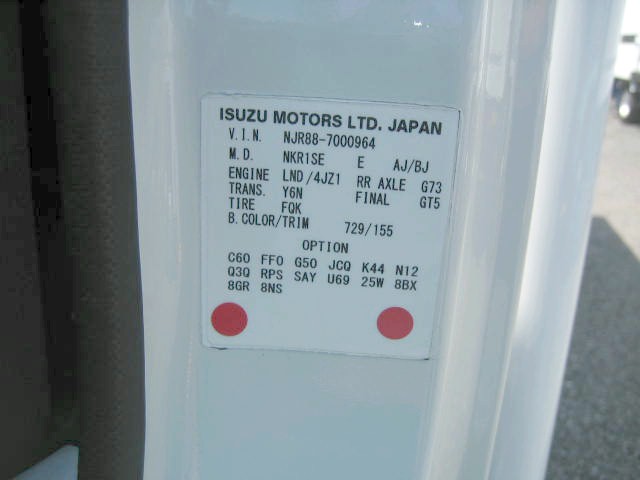 ISUZU MOTORS LTD. JAPAN
V.I.N. NJR88-7000964
M.D. NKR1SE E AJ/BJ
ENGINE LND/4JZ1 RR AXLE G73
TRANS. Y6N FINAL GT5
TIRE FQK
B.COLOR/TRIM 729/155
OPTION
C60 FF0 G50 JCQ K44 N12
Q3Q RPS SAY U69 25W 8BX
8GR 8NS